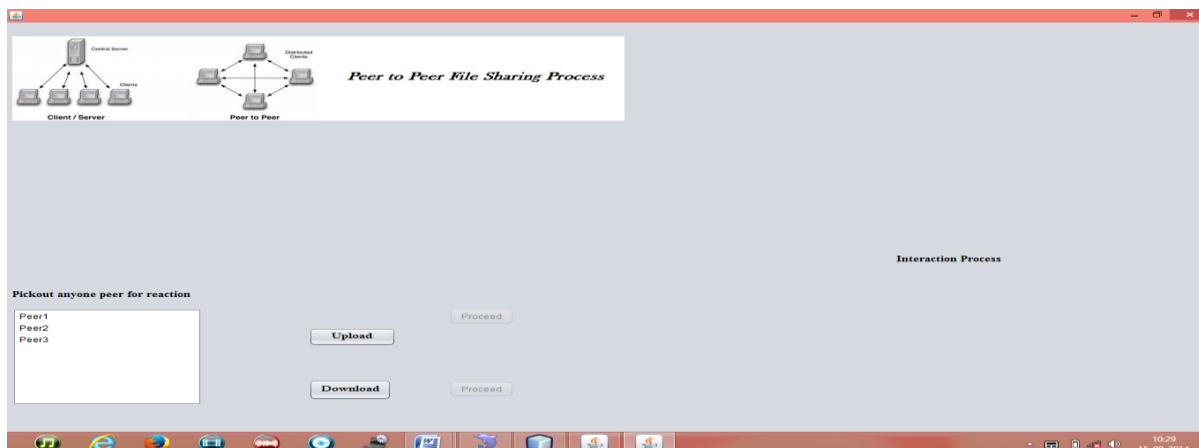 Central Server
Clients
Client / Server
Distributed
Clients
Peer to Peer
Peer to Peer File Sharing Process
Interaction Process
Pickout anyone peer for reaction
Peer1
Peer2
Peer3
Upload
Proceed
Download
Proceed
10:29